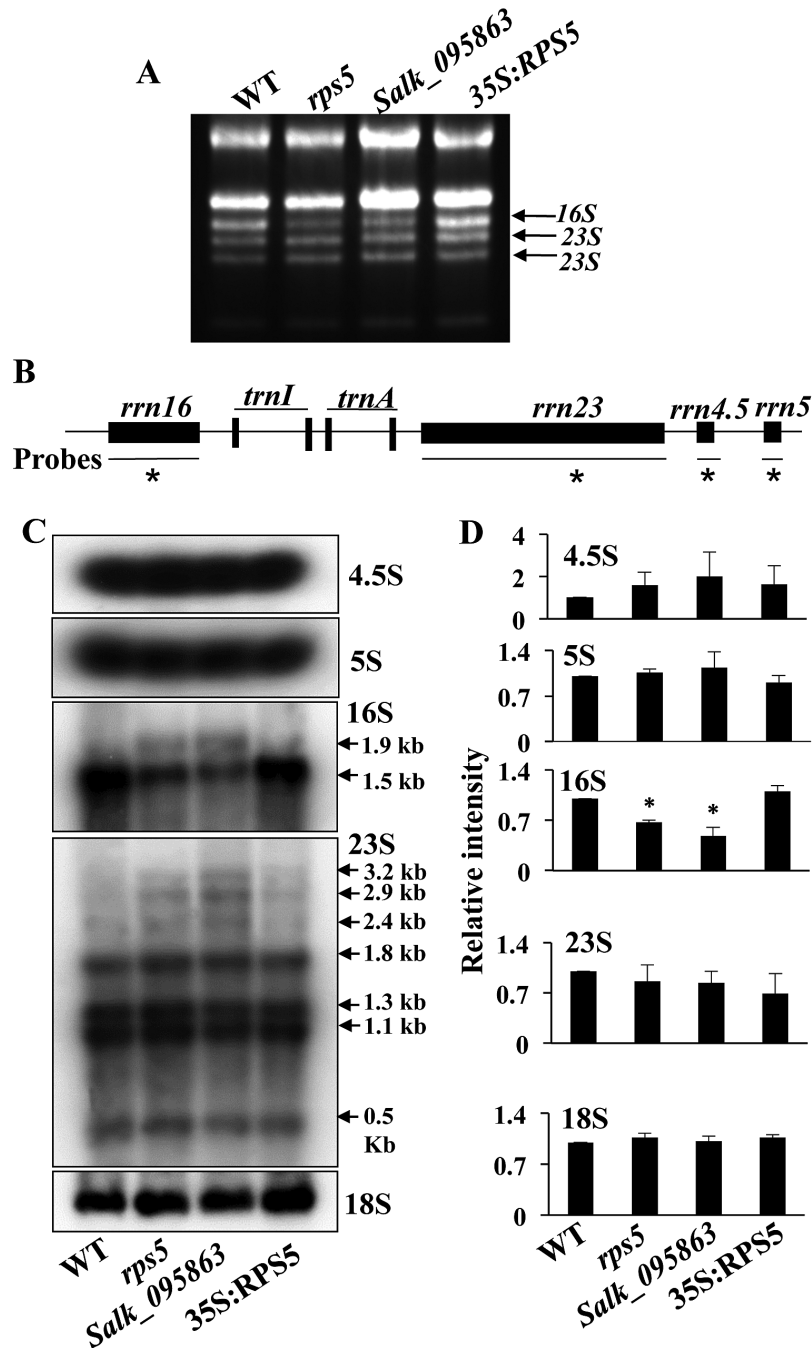 A
WT
rps5
Salk_095863
35S:RPS5
16S
23S
23S
B
rrn16
trnI
trnA
rrn23
rrn4.5
rrn5
Probes
*
*
*
*
C
4.5S
5S
16S
1.9 kb
1.5 kb
23S
3.2 kb
2.9 kb
2.4 kb
1.8 kb
1.3 kb
1.1 kb
0.5
Kb
18S
WT
rps5
Salk_095863
35S:RPS5
D
Relative intensity
4.5S
4
2
0
5S
1.4
0.7
0
16S
1.4
0.7
0
*
*
23S
1.4
0.7
0
18S
1.4
0.7
0
WT
rps5
Salk_095863
35S:RPS5